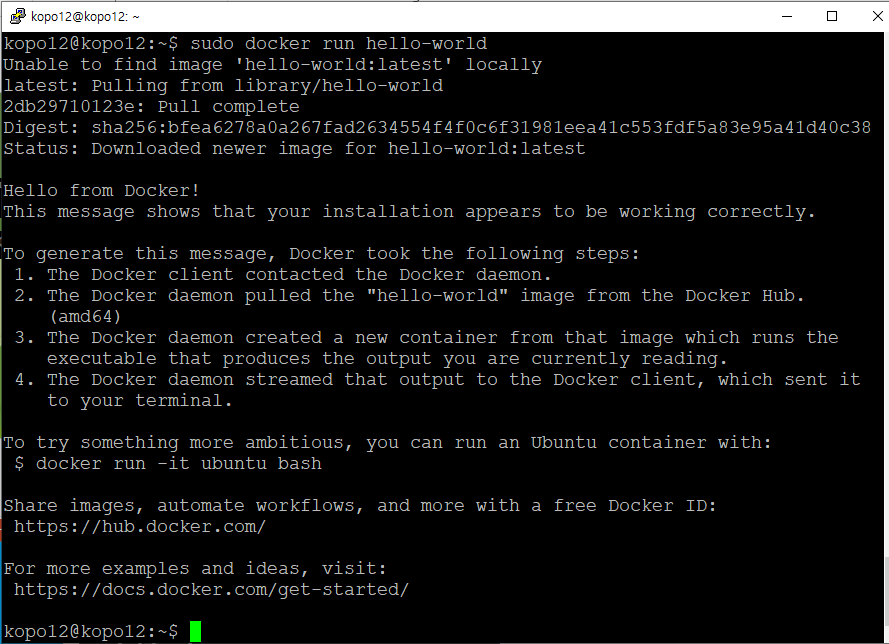 kopo12@kopo12: ~
kopo12@kopo12:~$ sudo docker run hello-world
Unable to find image 'hello-world:latest' locally
latest: Pulling from library/hello-world
2db29710123e: Pull complete
Digest: sha256:bfea6278a0a267fad2634554f4f0c6f31981eea41c553fdf5a83e95a41d40c38
Status: Downloaded newer image for hello-world:latest

Hello from Docker!
This message shows that your installation appears to be working correctly.

To generate this message, Docker took the following steps:
 1. The Docker client contacted the Docker daemon.
 2. The Docker daemon pulled the "hello-world" image from the Docker Hub.
    (amd64)
 3. The Docker daemon created a new container from that image which runs the
    executable that produces the output you are currently reading.
 4. The Docker daemon streamed that output to the Docker client, which sent it
    to your terminal.

To try something more ambitious, you can run an Ubuntu container with:
 $ docker run -it ubuntu bash

Share images, automate workflows, and more with a free Docker ID:
 https://hub.docker.com/

For more examples and ideas, visit:
 https://docs.docker.com/get-started/

kopo12@kopo12:~$